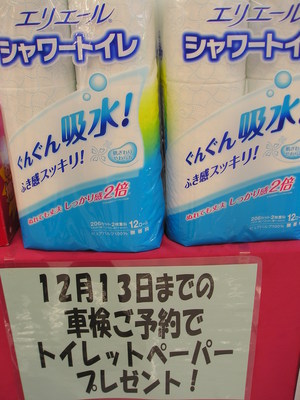 エリエール
シャワートイレ
ぐんぐん吸水!
ふき感スッキリ!
しっかり感2倍
12ロール
エリエール
シャワートイレ
ぐんぐん吸水!
ふき感スッキリ!
しっかり感2倍
12ロール
12月13日までの
車検ご予約で
トイレットペーパー
プレゼント!